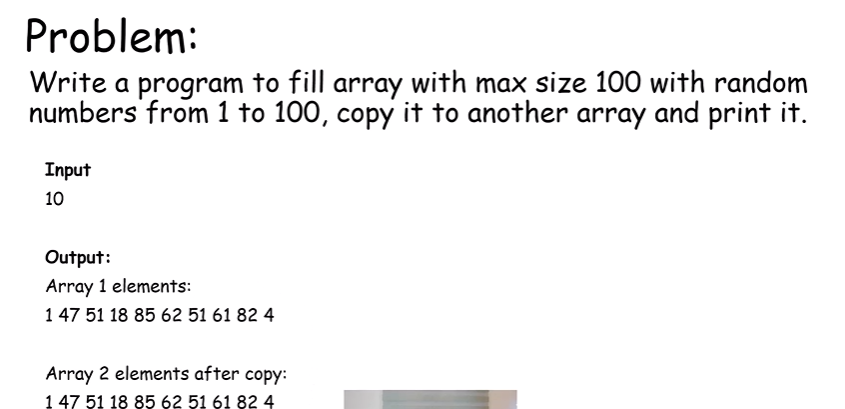 Problem:
Write a program to fill array with max size 100 with random
numbers from 1 to 100, copy it to another array and print it.
Input
10
Output:
Array 1 elements:
1 47 51 18 85 62 51 61 82 4
Array 2 elements after copy:
1 47 51 18 85 62 51 61 82 4